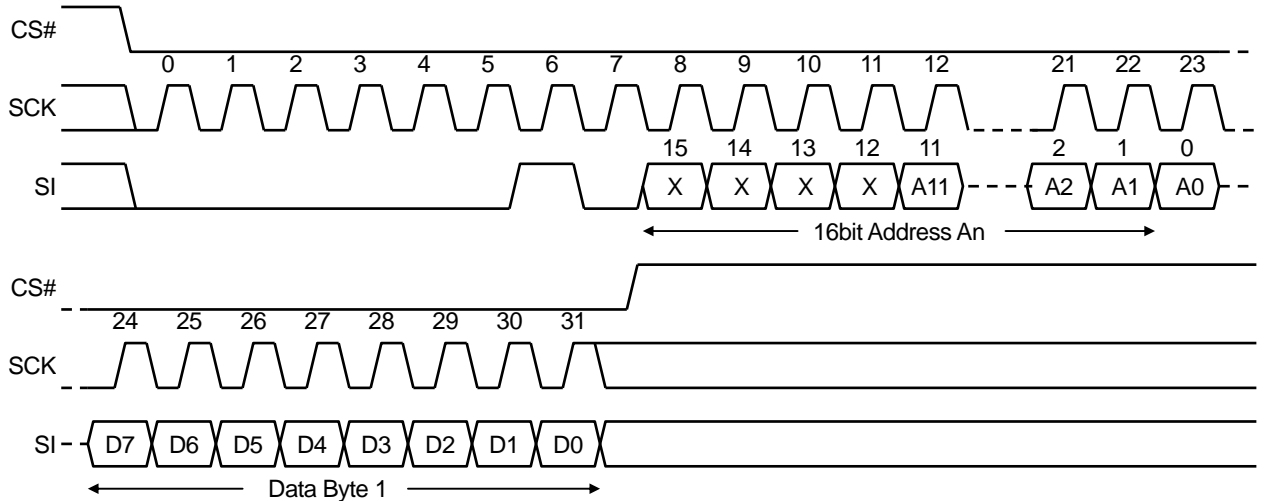 CS#
0 1 2 3 4 5 6 7 8 9 10 11 12 21 22 23
SCK
15 14 13 12 11 2 1 0
SI X X X X A11 A2 A1 A0
16bit Address An
CS#
24 25 26 27 28 29 30 31
SCK
SI D7 D6 D5 D4 D3 D2 D1 D0
Data Byte 1